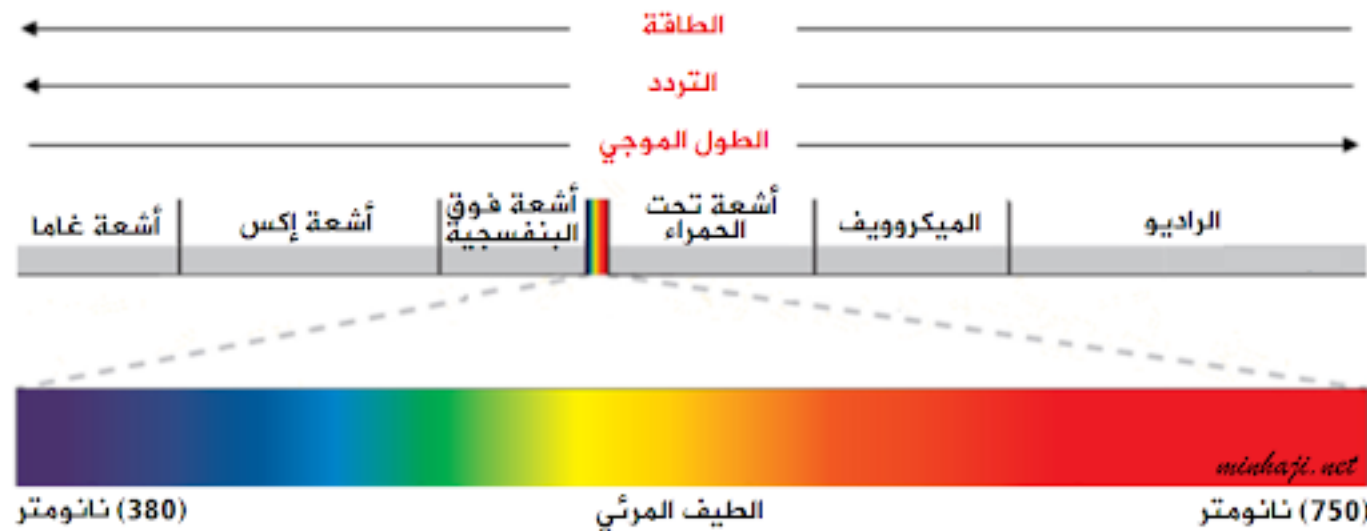 الطاقة
التردد
الطول الموجي
الراديو
الميكروويف
أشعة تحت
الحمراء
أشعة فوق
البنفسجية
أشعة إكس
أشعة غاما
minhaji.net
(750) نانومتر
الطيف المرئي
(380) نانومتر